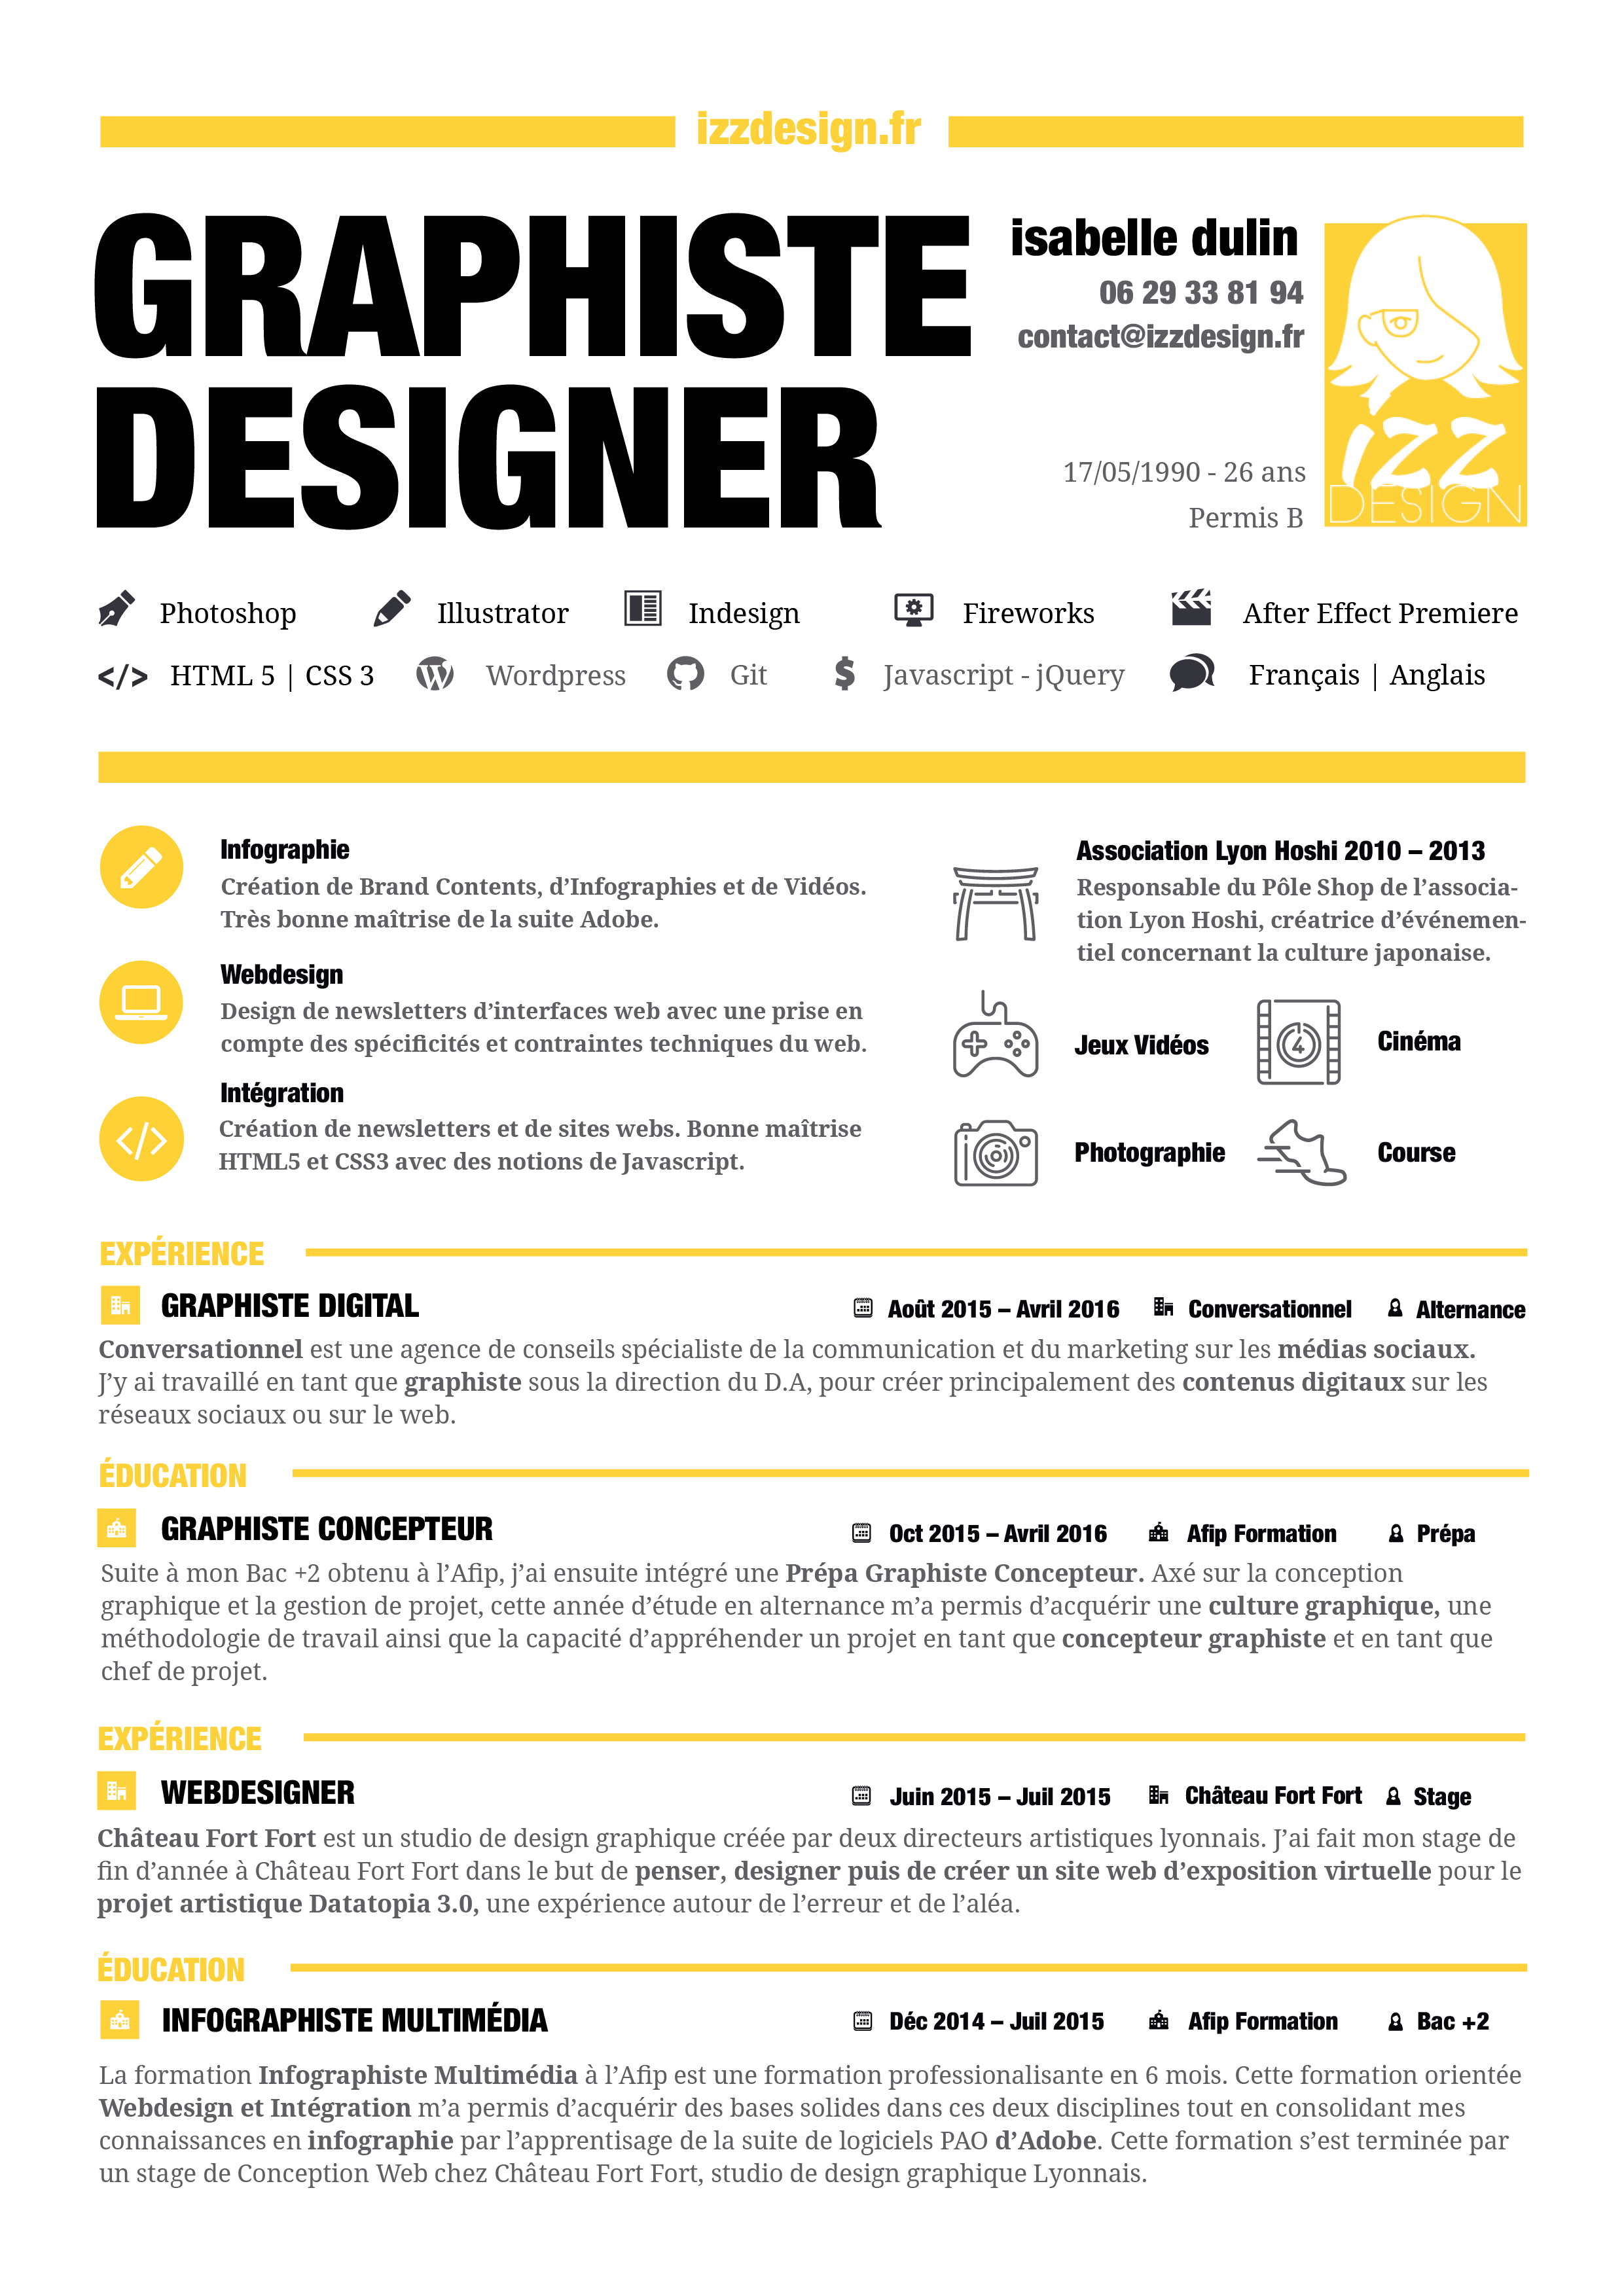 izzdesign.fr
GRAPHISTE
DESIGNER
isabelle dulin
06 29 33 81 94
contact@izzdesign.fr
17/05/1990 - 26 ans
Permis B
izz
DESIGN
Photoshop Illustrator Indesign Fireworks After Effect Premiere
</> HTML 5 | CSS 3 Wordpress Git $ Javascript - jQuery Français | Anglais
Infographie
Création de Brand Contents, d’Infographies et de Vidéos.
Très bonne maîtrise de la suite Adobe.
Webdesign
Design de newsletters d’interfaces web avec une prise en
compte des spécificités et contraintes techniques du web.
</>
Intégration
Création de newsletters et de sites webs. Bonne maîtrise
HTML5 et CSS3 avec des notions de Javascript.
Association Lyon Hoshi 2010 – 2013
Responsable du Pôle Shop de l’associa-
tion Lyon Hoshi, créatrice d’événemen-
tiel concernant la culture japonaise.
Jeux Vidéos 4 Cinéma
Photographie Course
EXPÉRIENCE
GRAPHISTE DIGITAL Août 2015 – Avril 2016 Conversationnel Alternance
Conversationnel est une agence de conseils spécialiste de la communication et du marketing sur les médias sociaux.
J’y ai travaillé en tant que graphiste sous la direction du D.A, pour créer principalement des contenus digitaux sur les
réseaux sociaux ou sur le web.
ÉDUCATION
GRAPHISTE CONCEPTEUR Oct 2015 – Avril 2016 Afip Formation Prépa
Suite à mon Bac +2 obtenu à l’Afip, j’ai ensuite intégré une Prépa Graphiste Concepteur. Axé sur la conception
graphique et la gestion de projet, cette année d’étude en alternance m’a permis d’acquérir une culture graphique, une
méthodologie de travail ainsi que la capacité d’appréhender un projet en tant que concepteur graphiste et en tant que
chef de projet.
EXPÉRIENCE
WEBDESIGNER Juin 2015 – Juil 2015 Château Fort Fort Stage
Château Fort Fort est un studio de design graphique créée par deux directeurs artistiques lyonnais. J’ai fait mon stage de
fin d’année à Château Fort Fort dans le but de penser, designer puis de créer un site web d’exposition virtuelle pour le
projet artistique Datatopia 3.0, une expérience autour de l’erreur et de l’aléa.
ÉDUCATION
INFOGRAPHISTE MULTIMÉDIA Déc 2014 – Juil 2015 Afip Formation Bac +2
La formation Infographiste Multimédia à l’Afip est une formation professionalisante en 6 mois. Cette formation orientée
Webdesign et Intégration m’a permis d’acquérir des bases solides dans ces deux disciplines tout en consolidant mes
connaissances en infographie par l’apprentisage de la suite de logiciels PAO d’Adobe. Cette formation s’est terminée par
un stage de Conception Web chez Château Fort Fort, studio de design graphique Lyonnais.